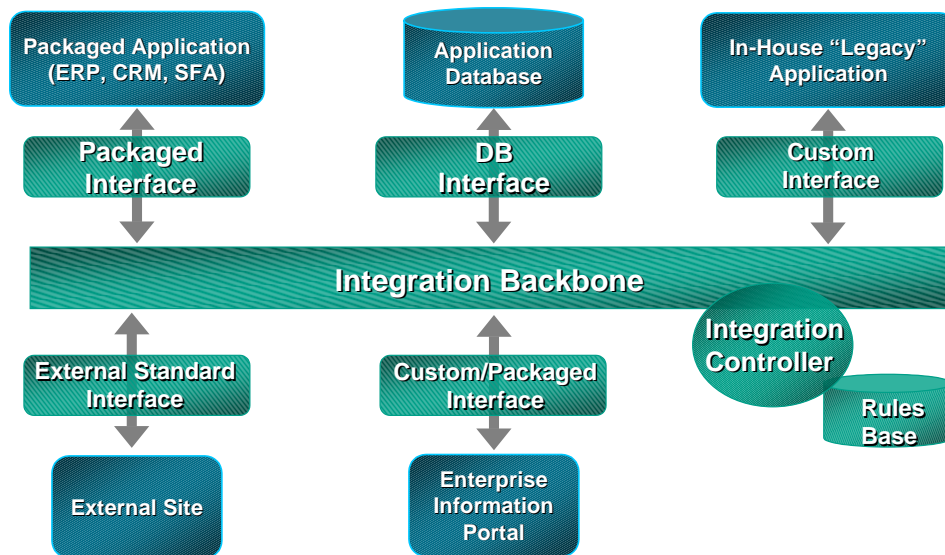 Packaged Application
(ERP, CRM, SFA)
Application
Database
In-House “Legacy”
Application
Packaged
Interface
DB
Interface
Custom
Interface
Integration Backbone
Integration
Controller
External Standard
Interface
Custom/Packaged
Interface
Rules
Base
External Site
Enterprise
Information
Portal